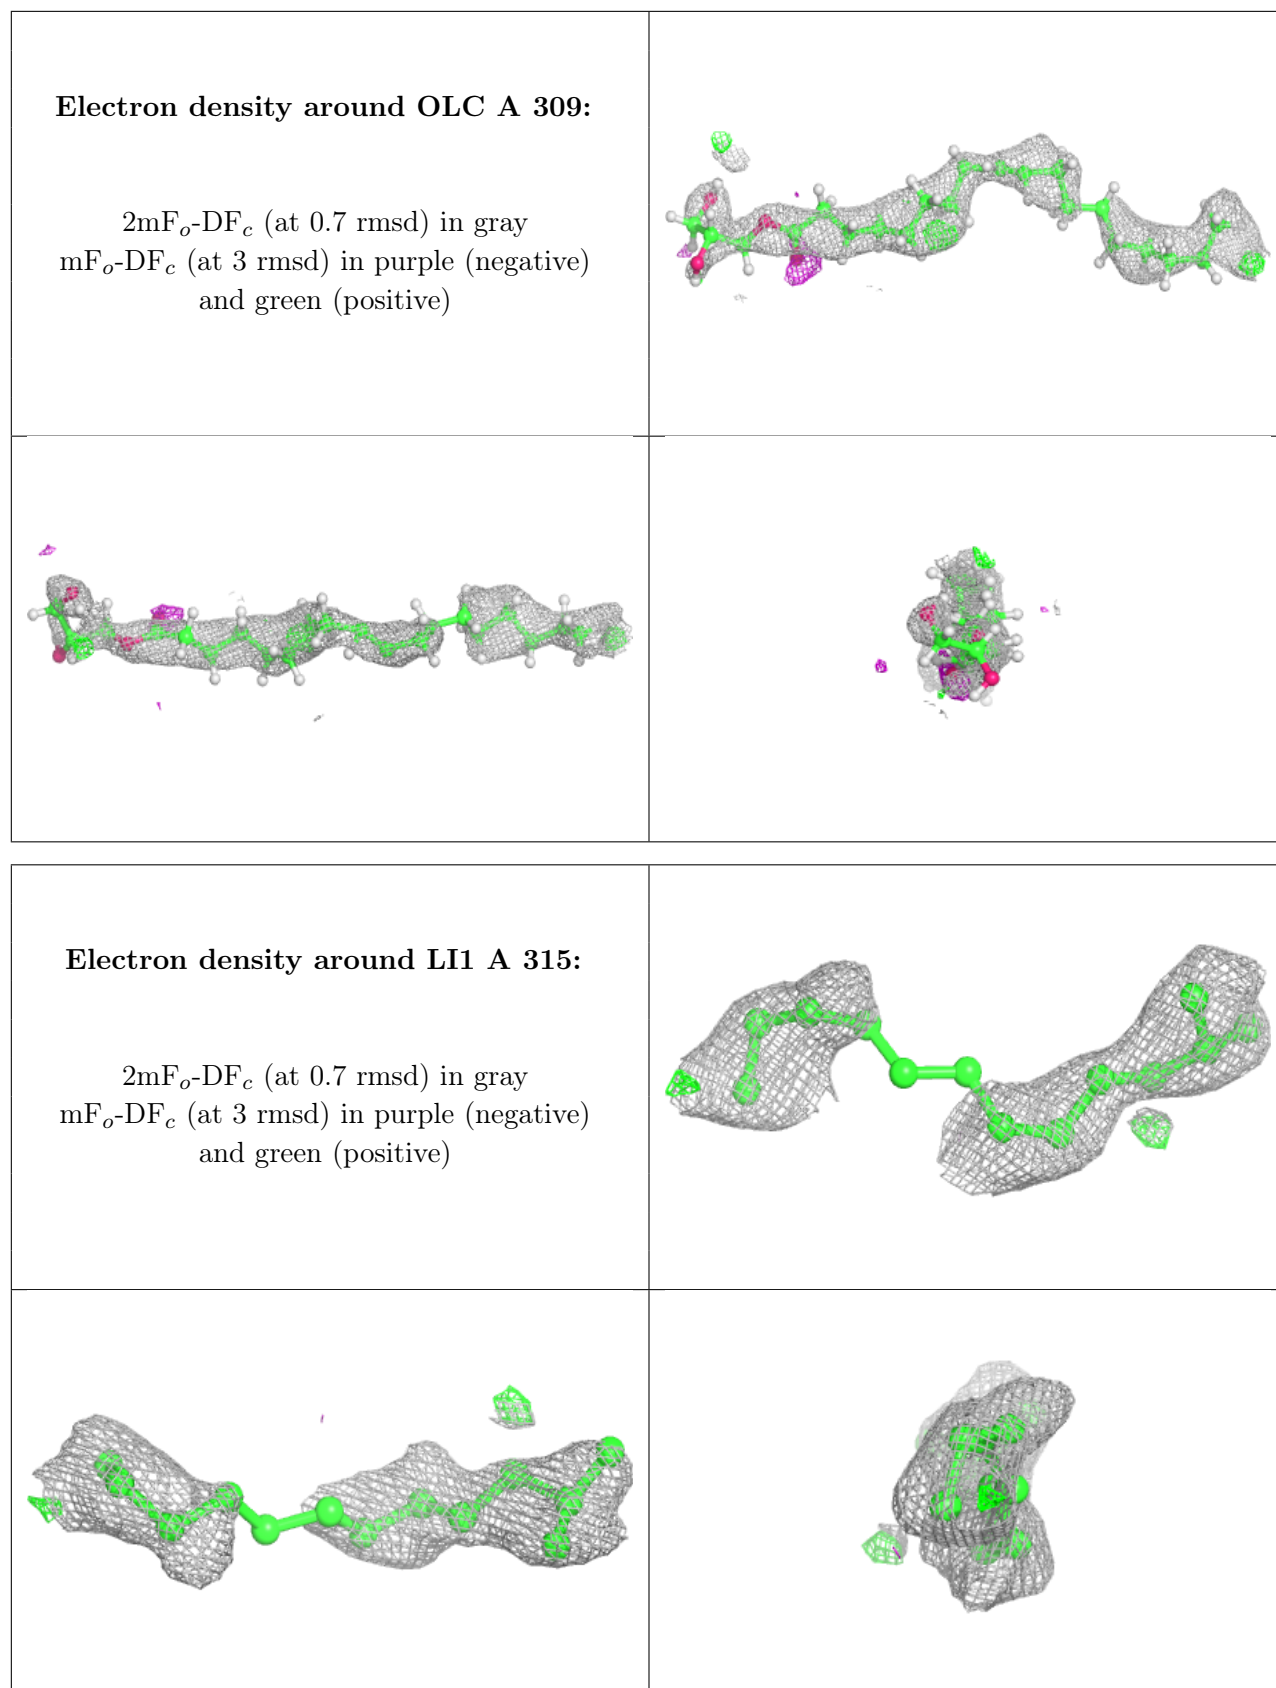 Electron density around OLC A 309:
2mFo-DFc (at 0.7 rmsd) in gray
mFo-DFc (at 3 rmsd) in purple (negative)
and green (positive)
Electron density around LI1 A 315:
2mFo-DFc (at 0.7 rmsd) in gray
mFo-DFc (at 3 rmsd) in purple (negative)
and green (positive)